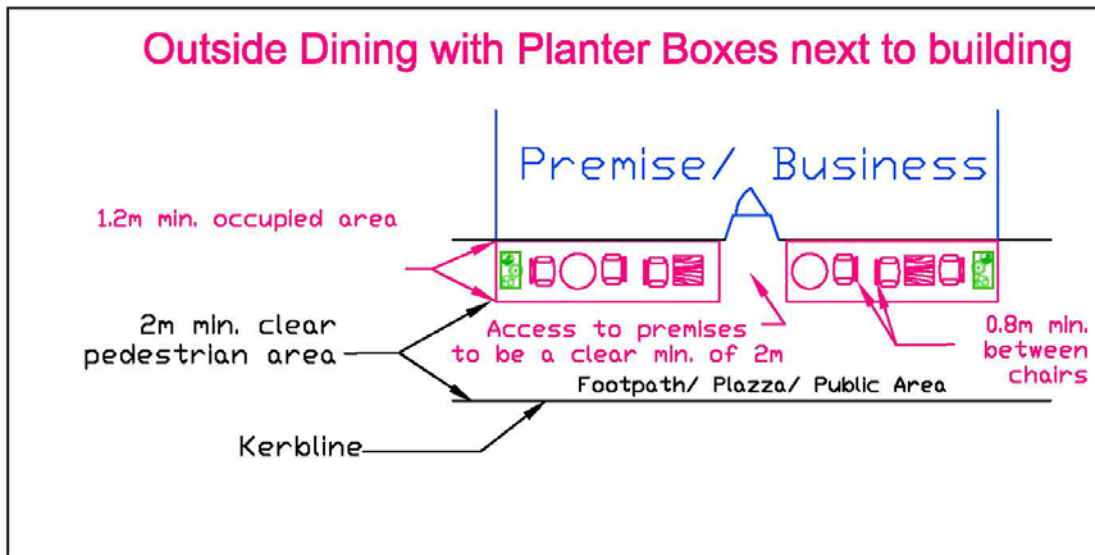 Outside Dining with Planter Boxes next to building
Premise/ Business
1.2m min. occupied area
2m min. clear
pedestrian area
Access to premises
to be a clear min. of 2m
0.8m min.
between
chairs
Footpath/ Plazza/ Public Area
Kerbline